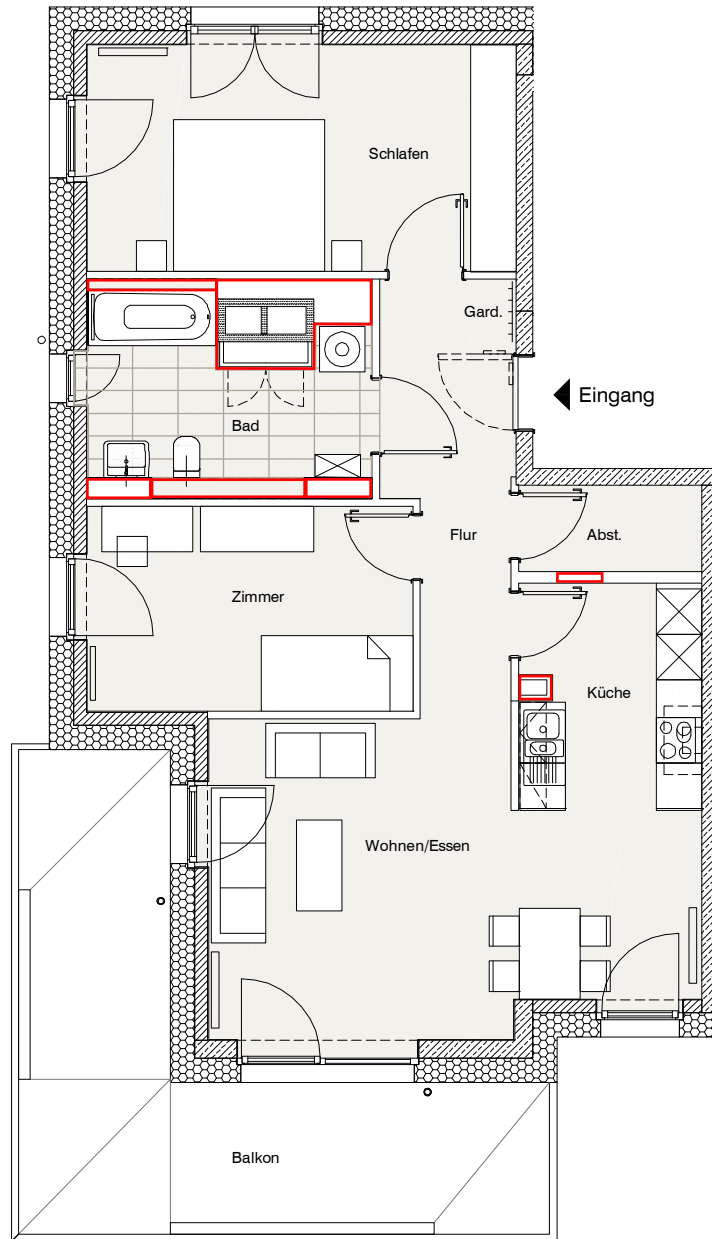 Schlafen
Gard.
Eingang
Bad
Flur
Abst.
Zimmer
Küche
Wohnen/Essen
Balkon